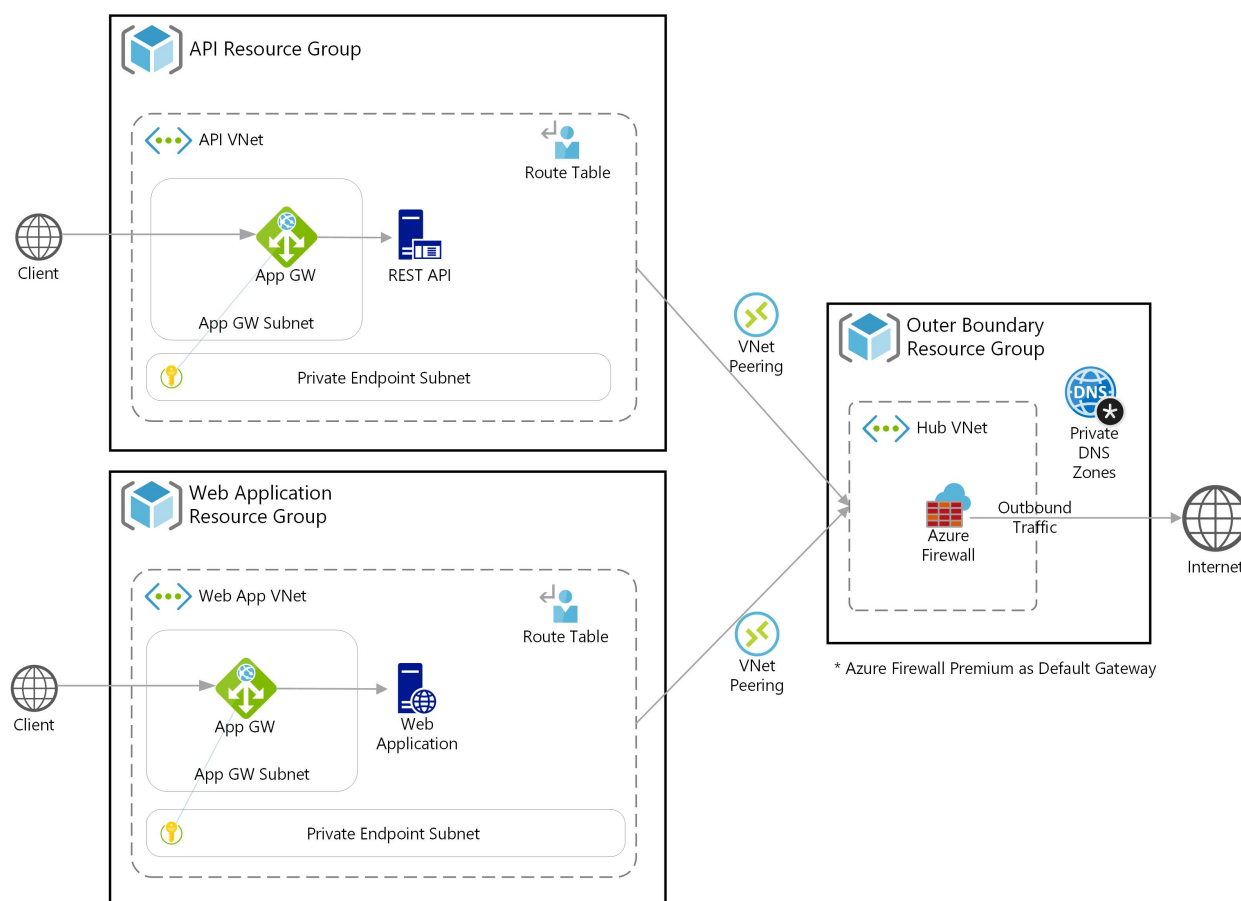 API Resource Group
API VNet
Route Table
Client
App GW
REST API
App GW Subnet
Private Endpoint Subnet
VNet
Peering
Web Application
Resource Group
Web App VNet
Route Table
Client
App GW
Web
Application
App GW Subnet
Private Endpoint Subnet
VNet
Peering
Outer Boundary
Resource Group
DNS
*
Private
DNS
Zones
Hub VNet
Azure
Firewall
Outbound
Traffic
Internet
* Azure Firewall Premium as Default Gateway